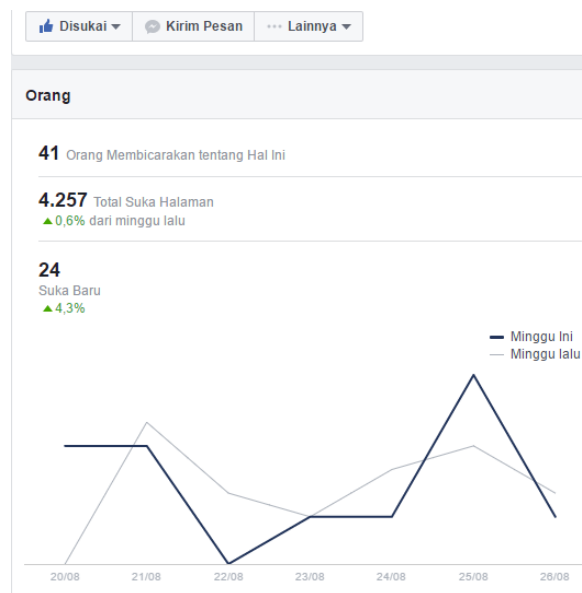 Disukai Kirim Pesan Lainnya
Orang
41 Orang Membicarakan tentang Hal Ini
4.257 Total Suka Halaman
0,6% dari minggu lalu
24
Suka Baru
4,3%
Minggu Ini
Minggu lalu
20/08 21/08 22/08 23/08 24/08 25/08 26/08